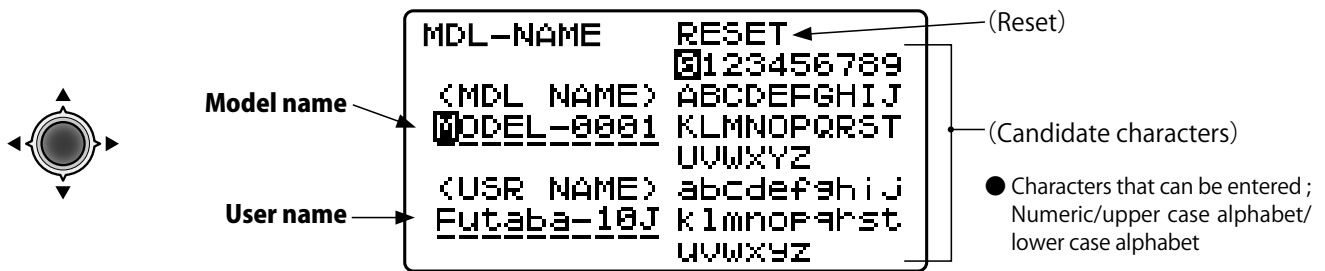 MDL-NAME RESET
0123456789
<MDL NAME> ABCDEFGHIJ
MODEL-0001 KLMNOPQRST
UVWXYZ
<USR NAME> abcdefghij
Futaba-10J klmnopqrst
uvwxyz
Model name
User name
(Reset)
(Candidate characters)
● Characters that can be entered ;
Numeric/upper case alphabet/
lower case alphabet